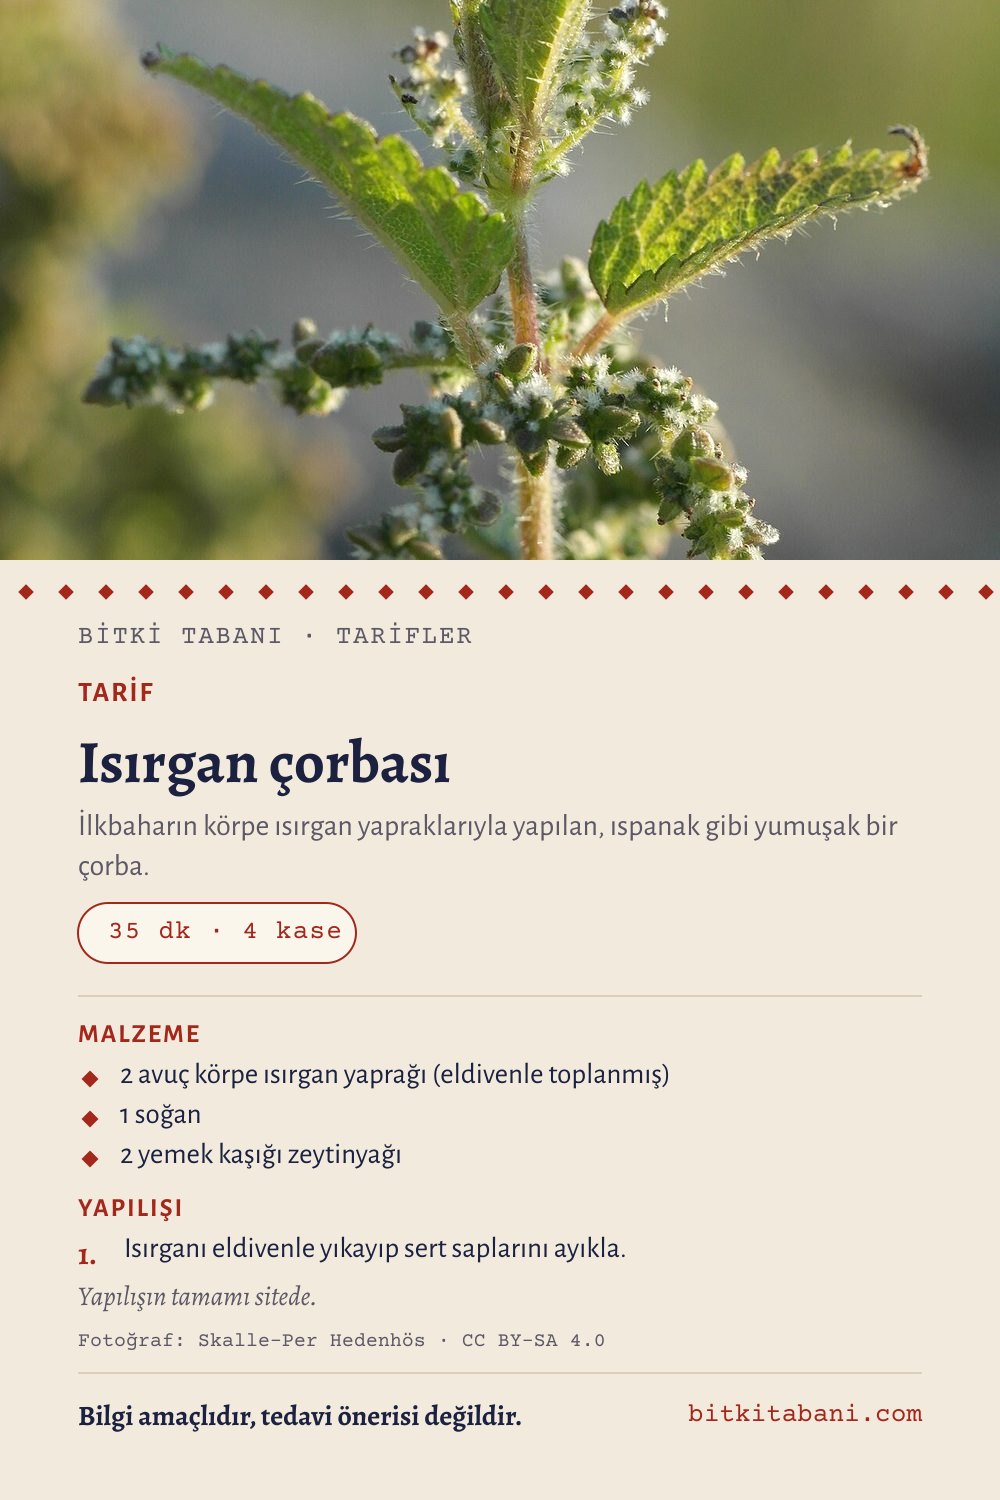 BİTKİ TABANI · TARİFLER
TARİF
Isırgan çorbası
İlkbaharın körpe ısırgan yapraklarıyla yapılan, ıspanak gibi yumuşak bir
çorba.
35 dk · 4 kase
MALZEME
2 avuç körpe ısırgan yaprağı (eldivenle toplanmış)
1 soğan
2 yemek kaşığı zeytinyağı
YAPILIŞI
1. Isırganı eldivenle yıkayıp sert saplarını ayıkla.
Yapılışın tamamı sitede.
Fotoğraf: Skalle-Per Hedenhös · CC BY-SA 4.0
Bilgi amaçlıdır, tedavi önerisi değildir. bitkitabani.com